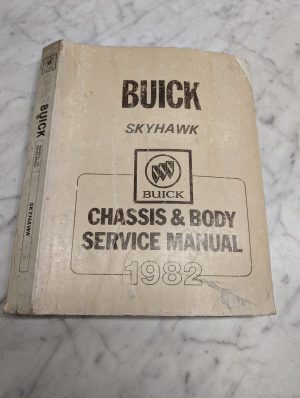 BUICK
SKYHAWK
BUICK
CHASSIS & BODY
SERVICE MANUAL
1982
BUICK
SKYHAWK